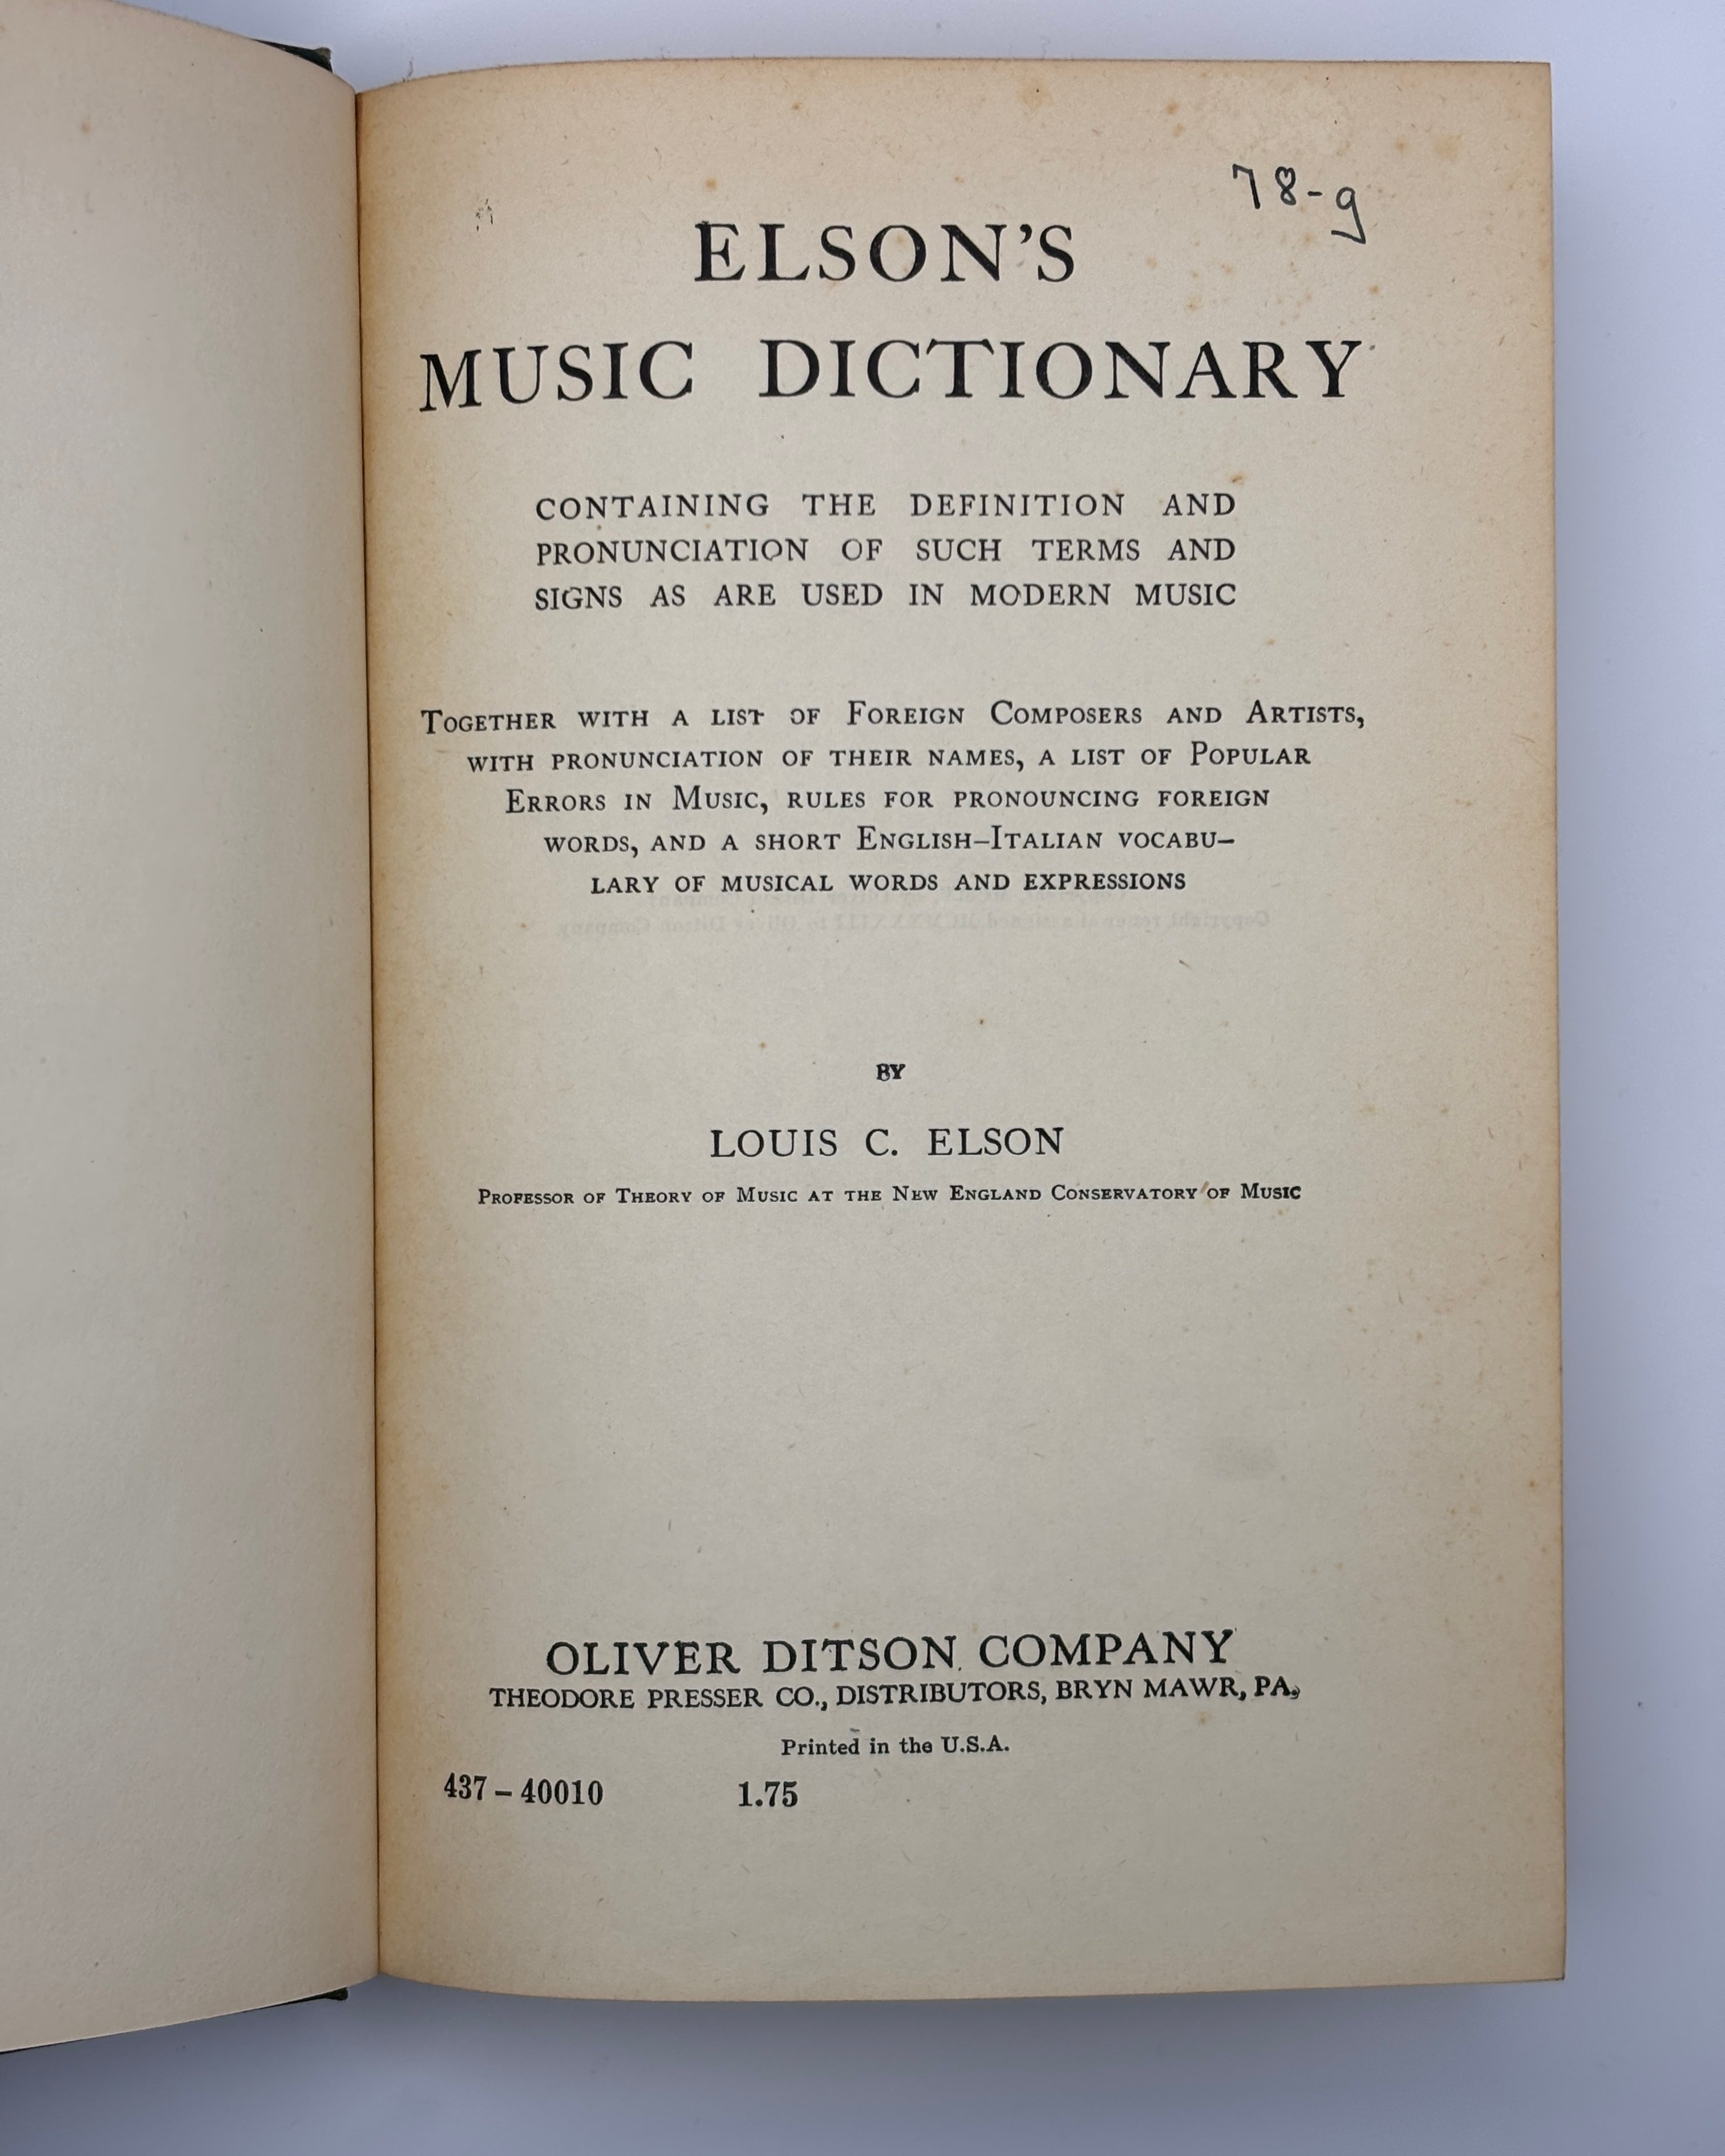 78-g
ELSON'S
MUSIC DICTIONARY
CONTAINING THE DEFINITION AND
PRONUNCIATION OF SUCH TERMS AND
SIGNS AS ARE USED IN MODERN MUSIC
TOGETHER WITH A LIST OF FOREIGN COMPOSERS AND ARTISTS,
WITH PRONUNCIATION OF THEIR NAMES, A LIST OF POPULAR
ERRORS IN MUSIC, RULES FOR PRONOUNCING FOREIGN
WORDS, AND A SHORT ENGLISH–ITALIAN VOCABU–
LARY OF MUSICAL WORDS AND EXPRESSIONS
BY
LOUIS C. ELSON
PROFESSOR OF THEORY OF MUSIC AT THE NEW ENGLAND CONSERVATORY OF MUSIC
OLIVER DITSON COMPANY
THEODORE PRESSER CO., DISTRIBUTORS, BRYN MAWR, PA.
Printed in the U.S.A.
437 – 40010 1.75